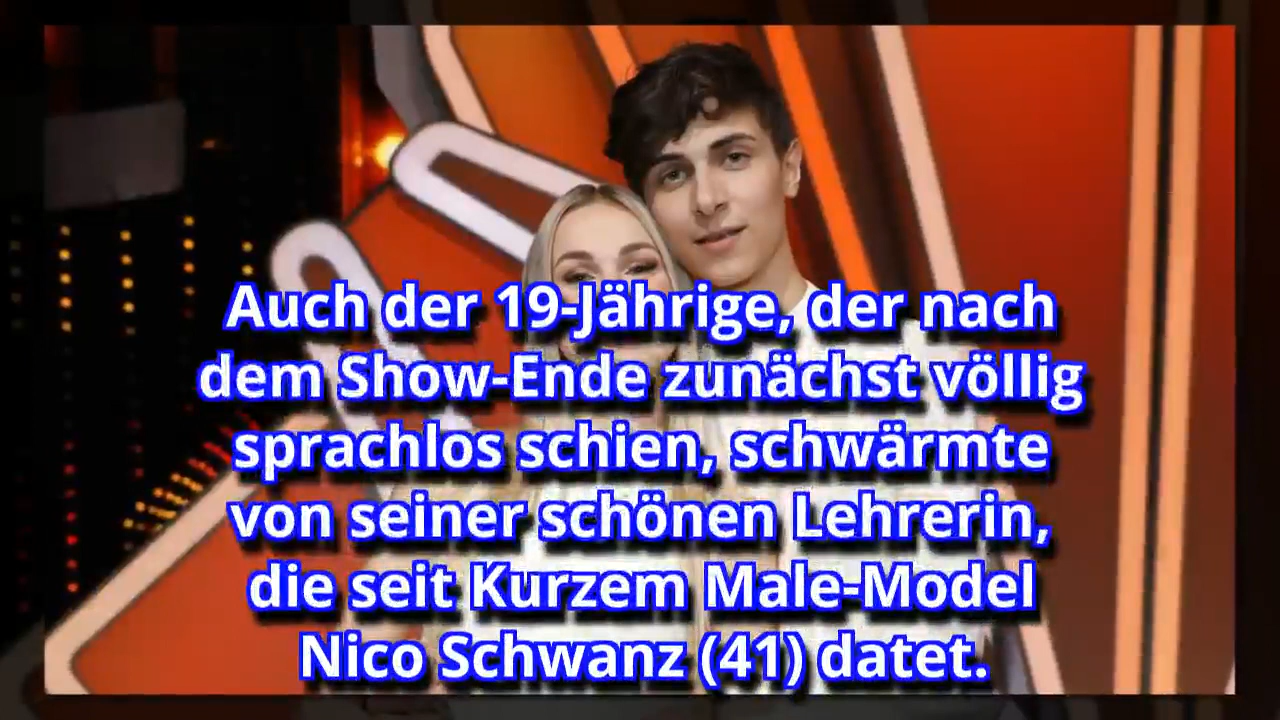 Auch der 19-Jährige, der nach
dem Show-Ende zunächst völlig
sprachlos schien, schwärmte
von seiner schönen Lehrerin,
die seit Kurzem Male-Model
Nico Schwanz (41) datet.